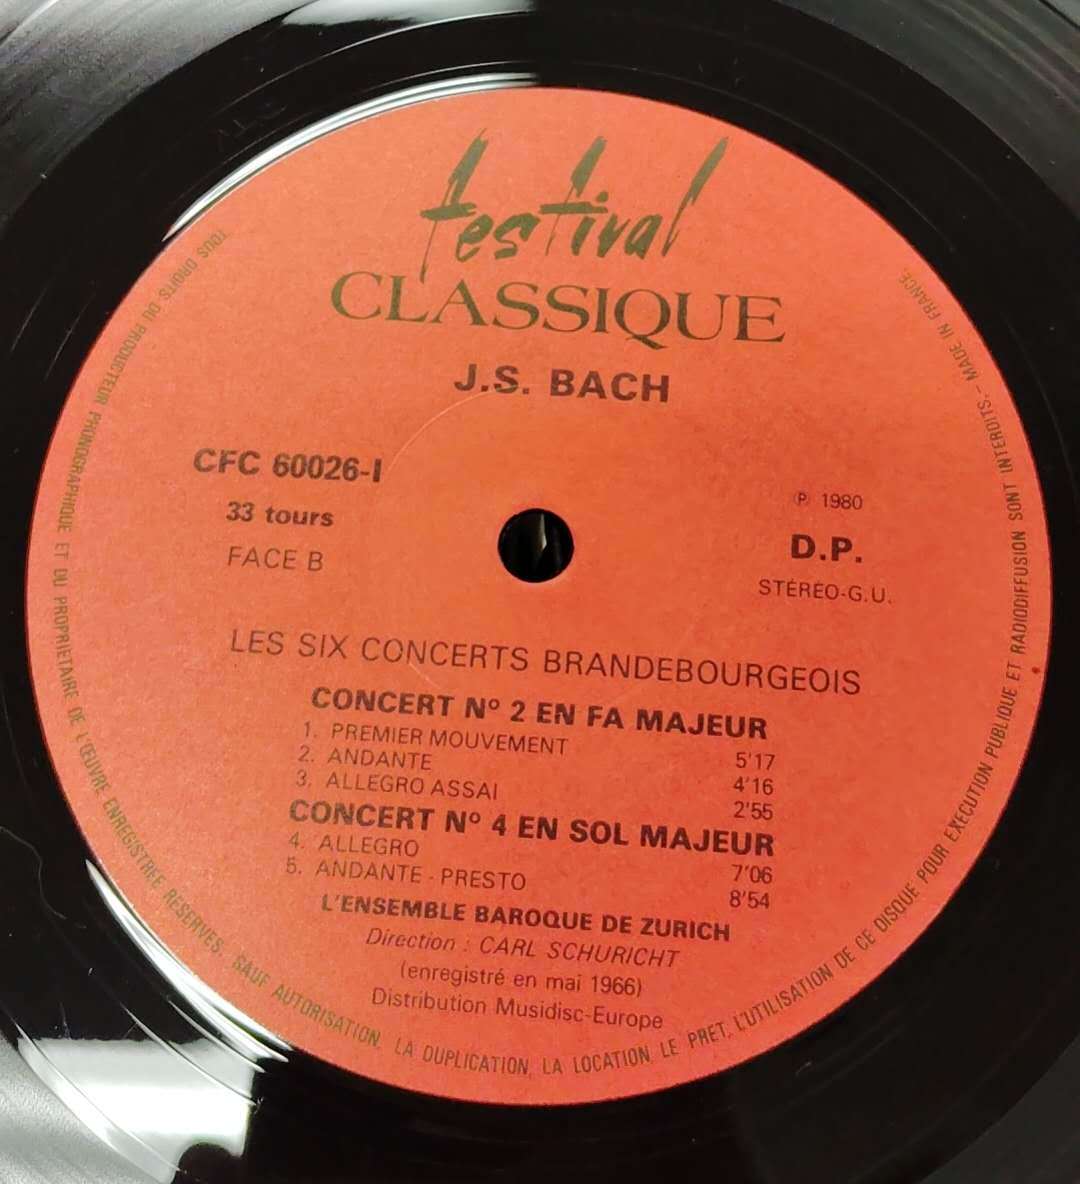 festival
CLASSIQUE
J.S. BACH
CFC 60026-I
33 tours
FACE B
℗ 1980
D.P.
STÉRÉO-G.U.
LES SIX CONCERTS BRANDEBOURGEOIS
CONCERT Nº 2 EN FA MAJEUR
1. PREMIER MOUVEMENT 5'17
2. ANDANTE 4'16
3. ALLEGRO ASSAI 2'55
CONCERT Nº 4 EN SOL MAJEUR
4. ALLEGRO 7'06
5. ANDANTE - PRESTO 8'54
L'ENSEMBLE BAROQUE DE ZURICH
Direction : CARL SCHURICHT
(enregistré en mai 1966)
Distribution Musidisc-Europe
TOUS DROITS DU PRODUCTEUR PHONOGRAPHIQUE ET DU PROPRIETAIRE DE L'ŒUVRE ENREGISTREE RESERVES. SAUF AUTORISATION LA DUPLICATION, LA LOCATION LE PRET, L'UTILISATION DE CE DISQUE POUR EXECUTION PUBLIQUE ET RADIODIFFUSION SONT INTERDITS. - MADE IN FRANCE.